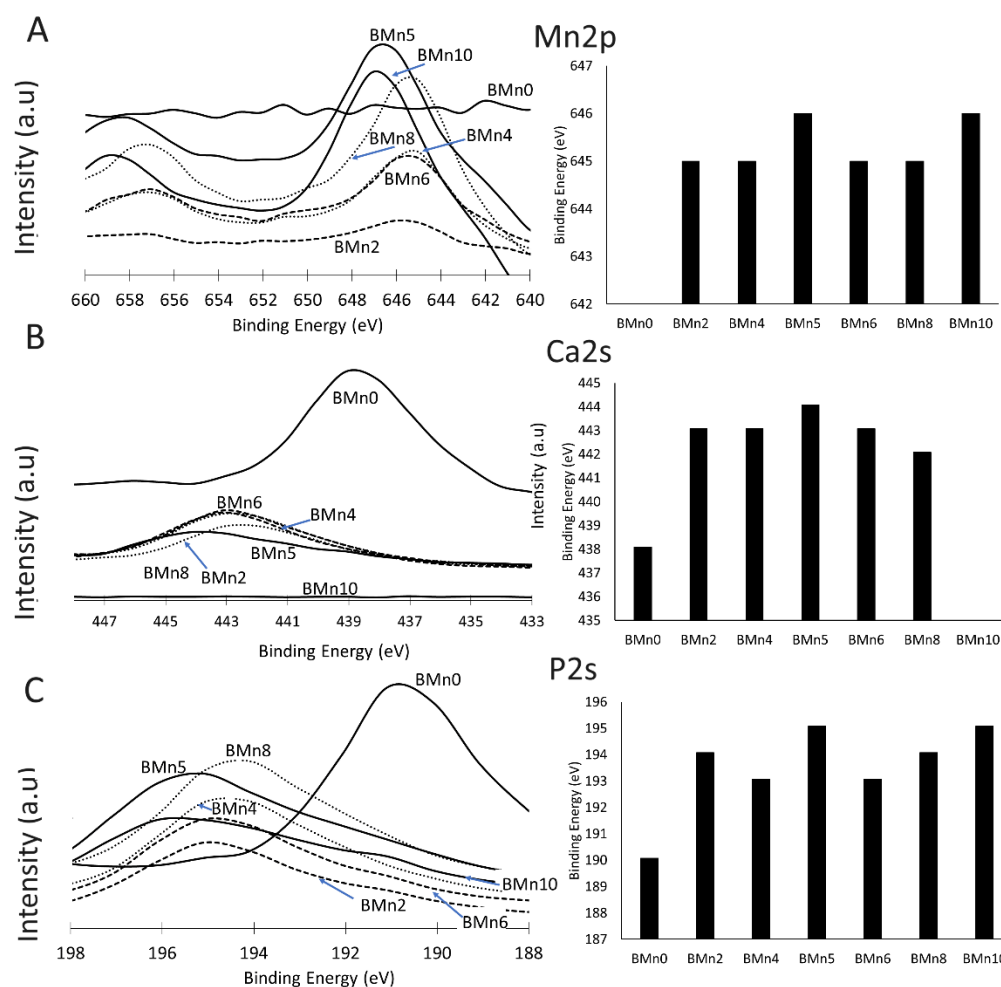 A
Intensity (a.u)
BMn5
BMn10
BMn0
BMn8
BMn4
BMn6
BMn2
660 658 656 654 652 650 648 646 644 642 640
Binding Energy (eV)
Mn2p
Binding Energy (eV)
647
646
645
644
643
642
BMn0 BMn2 BMn4 BMn5 BMn6 BMn8 BMn10
B
Intensity (a.u)
BMn0
BMn6
BMn4
BMn5
BMn8 BMn2
BMn10
447 445 443 441 439 437 435 433
Binding Energy (eV)
Ca2s
Intensity (a.u)
Binding Energy (eV)
445
444
443
442
441
440
439
438
437
436
435
BMn0 BMn2 BMn4 BMn5 BMn6 BMn8 BMn10
C
Intensity (a.u
BMn0
BMn8
BMn5
BMn4
BMn10
BMn2
BMn6
198 196 194 192 190 188
Binding Energy (eV)
P2s
Binding Energy (eV)
196
195
194
193
192
191
190
189
188
187
BMn0 BMn2 BMn4 BMn5 BMn6 BMn8 BMn10